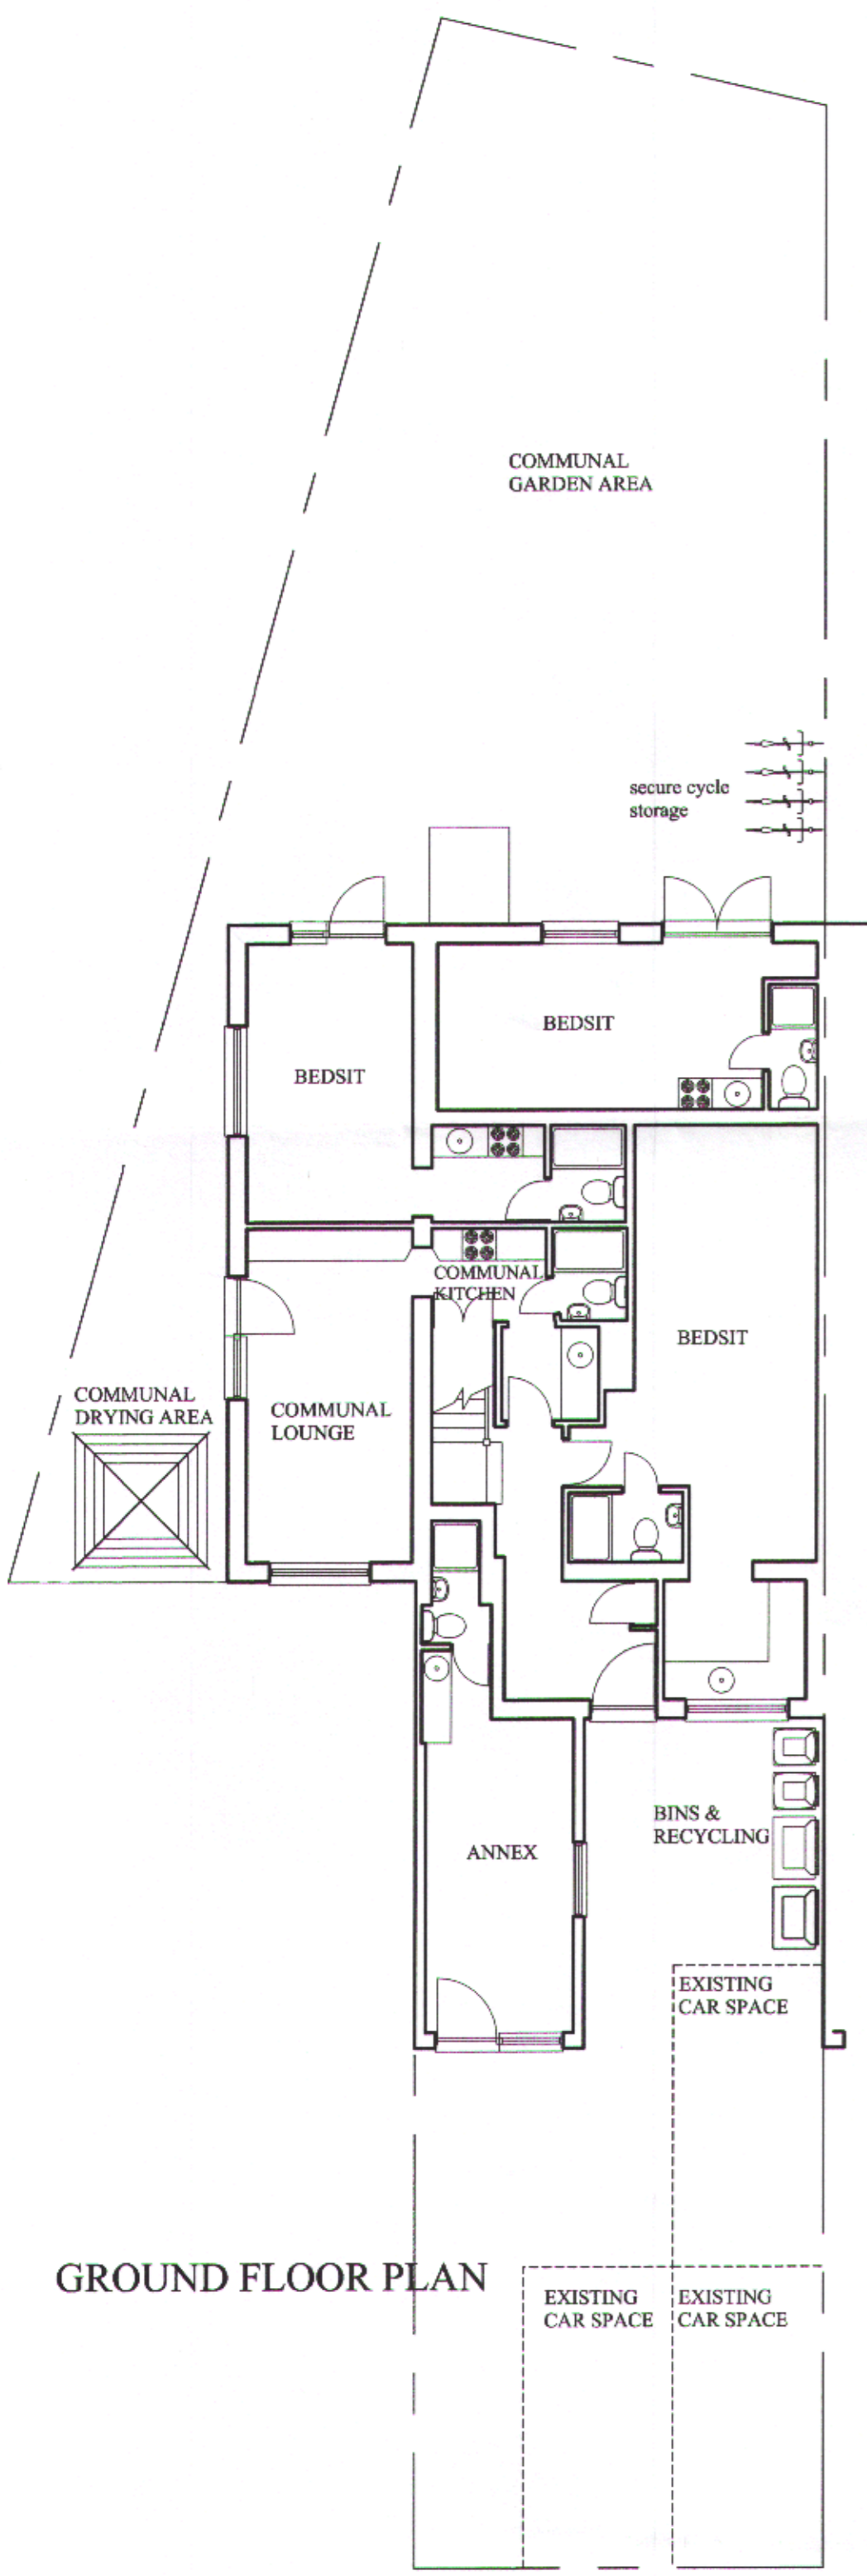 COMMUNAL
GARDEN AREA
secure cycle
storage
BEDSIT
BEDSIT
COMMUNAL
KITCHEN
BEDSIT
COMMUNAL
DRYING AREA
COMMUNAL
LOUNGE
BINS &
RECYCLING
ANNEX
EXISTING
CAR SPACE
GROUND FLOOR PLAN
EXISTING
CAR SPACE
EXISTING
CAR SPACE